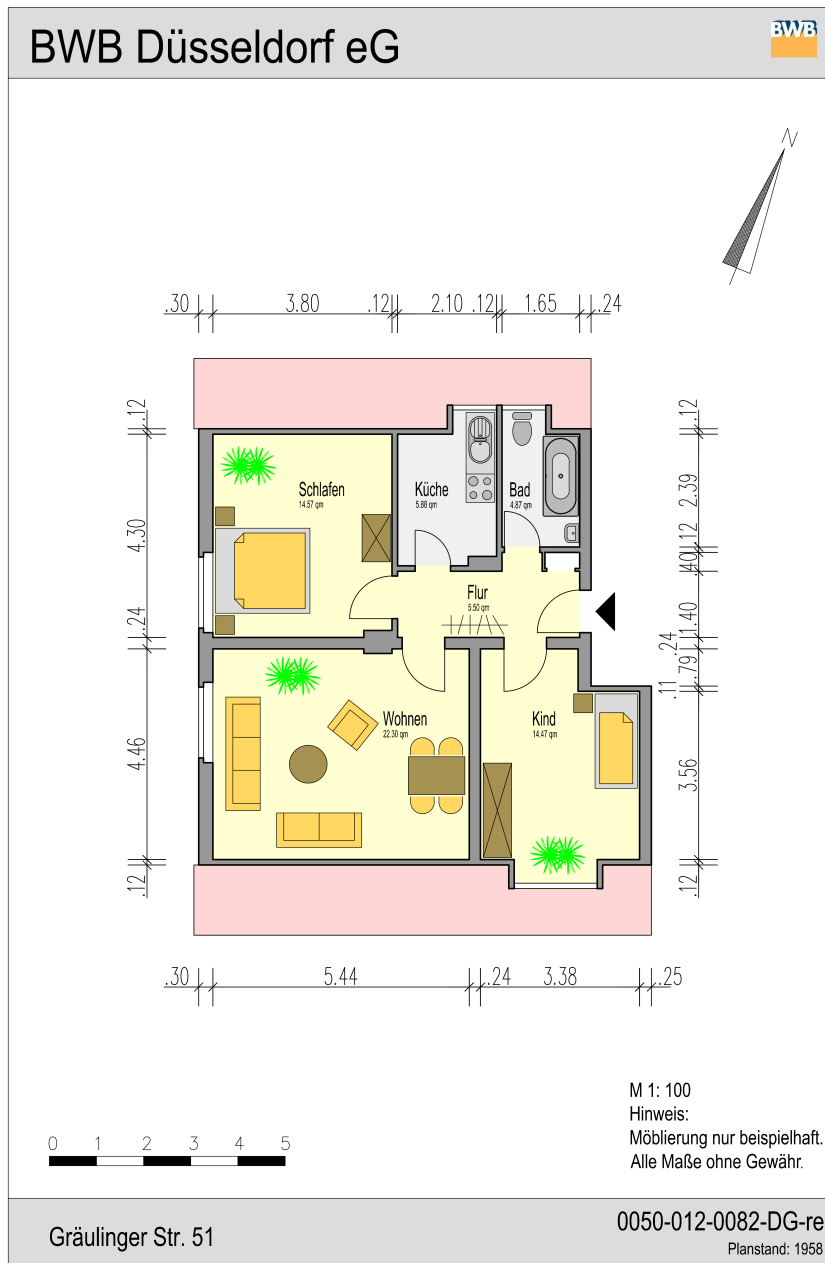 BWB Düsseldorf eG
BWB
N
.30 3.80 .12 2.10 .12 1.65 .24
.12
4.30
.24
4.46
.12
.12
2.39
.12
.40
1.40
.24
.79
.11
3.56
.12
Schlafen
14.57 qm
Küche
5.88 qm
Bad
4.87 qm
Flur
5.50 qm
Wohnen
22.30 qm
Kind
14.47 qm
.30 5.44 .24 3.38 .25
M 1: 100
Hinweis:
Möblierung nur beispielhaft.
Alle Maße ohne Gewähr.
0 1 2 3 4 5
Gräulinger Str. 51
0050-012-0082-DG-re
Planstand: 1958